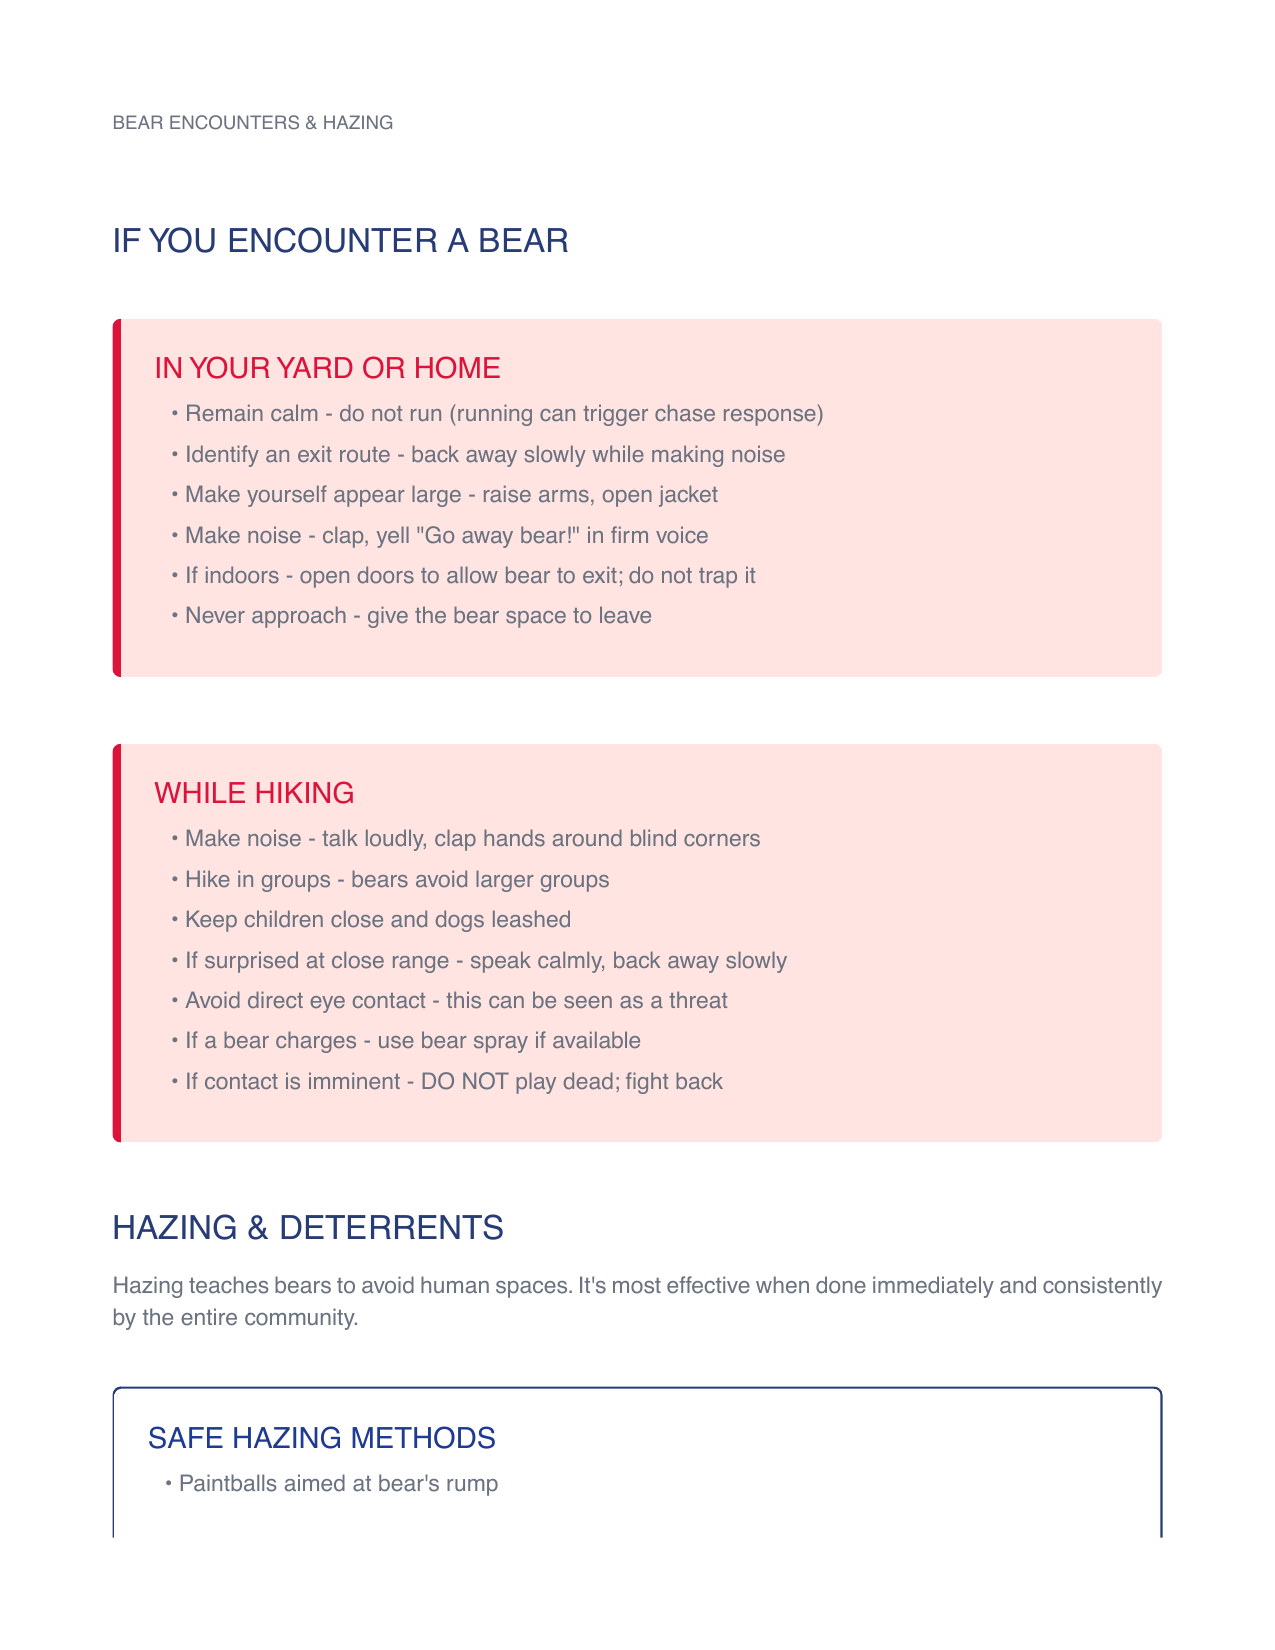 BEAR ENCOUNTERS & HAZING
IF YOU ENCOUNTER A BEAR
IN YOUR YARD OR HOME
• Remain calm - do not run (running can trigger chase response)
• Identify an exit route - back away slowly while making noise
• Make yourself appear large - raise arms, open jacket
• Make noise - clap, yell "Go away bear!" in firm voice
• If indoors - open doors to allow bear to exit; do not trap it
• Never approach - give the bear space to leave
WHILE HIKING
• Make noise - talk loudly, clap hands around blind corners
• Hike in groups - bears avoid larger groups
• Keep children close and dogs leashed
• If surprised at close range - speak calmly, back away slowly
• Avoid direct eye contact - this can be seen as a threat
• If a bear charges - use bear spray if available
• If contact is imminent - DO NOT play dead; fight back
HAZING & DETERRENTS
Hazing teaches bears to avoid human spaces. It's most effective when done immediately and consistently
by the entire community.
SAFE HAZING METHODS
• Paintballs aimed at bear's rump